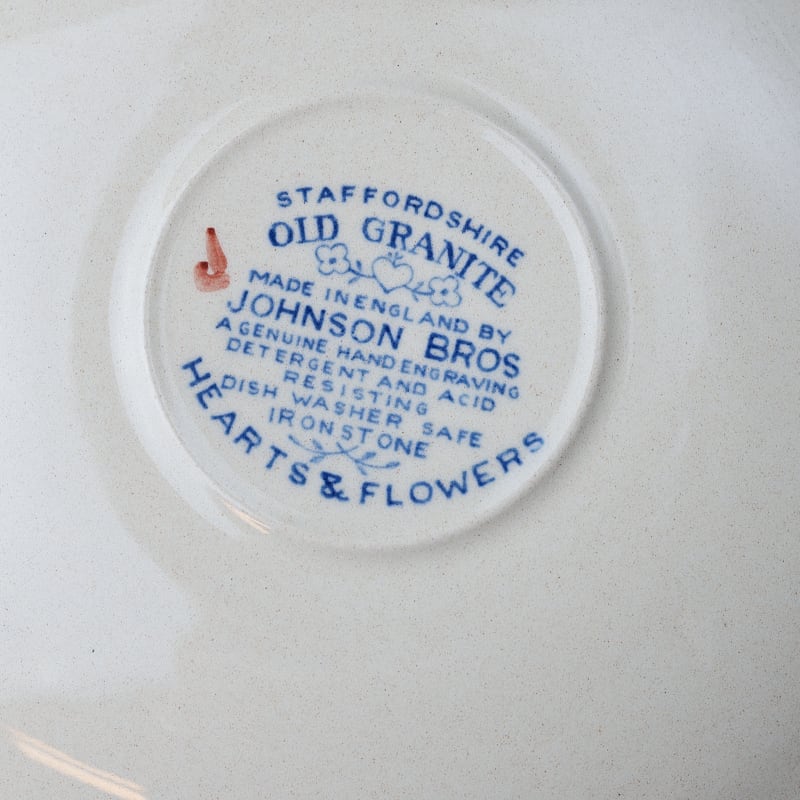 STAFFORDSHIRE
OLD GRANITE
MADE IN ENGLAND BY
JOHNSON BROS
A GENUINE HAND ENGRAVING
DETERGENT AND ACID
RESISTING
DISH WASHER SAFE
IRONSTONE
HEARTS & FLOWERS